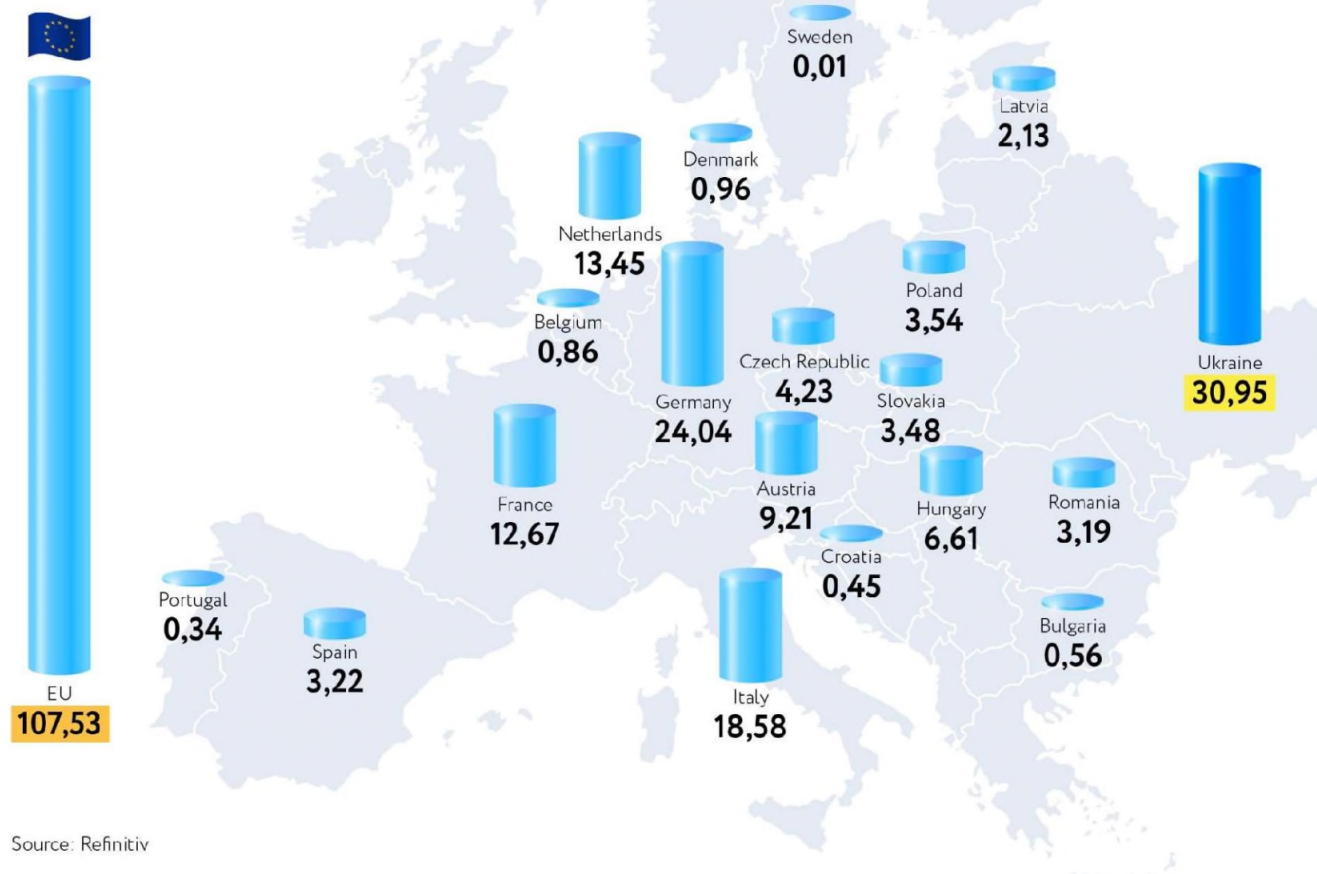 Sweden
0,01
Latvia
2,13
Denmark
0,96
Netherlands
13,45
Poland
3,54
Belgium
0,86
Czech Republic
4,23
Ukraine
30,95
Germany
24,04
Slovakia
3,48
France
12,67
Austria
9,21
Hungary
6,61
Romania
3,19
Croatia
0,45
Portugal
0,34
Bulgaria
0,56
Spain
3,22
EU
107,53
Italy
18,58
Source: Refinitiv